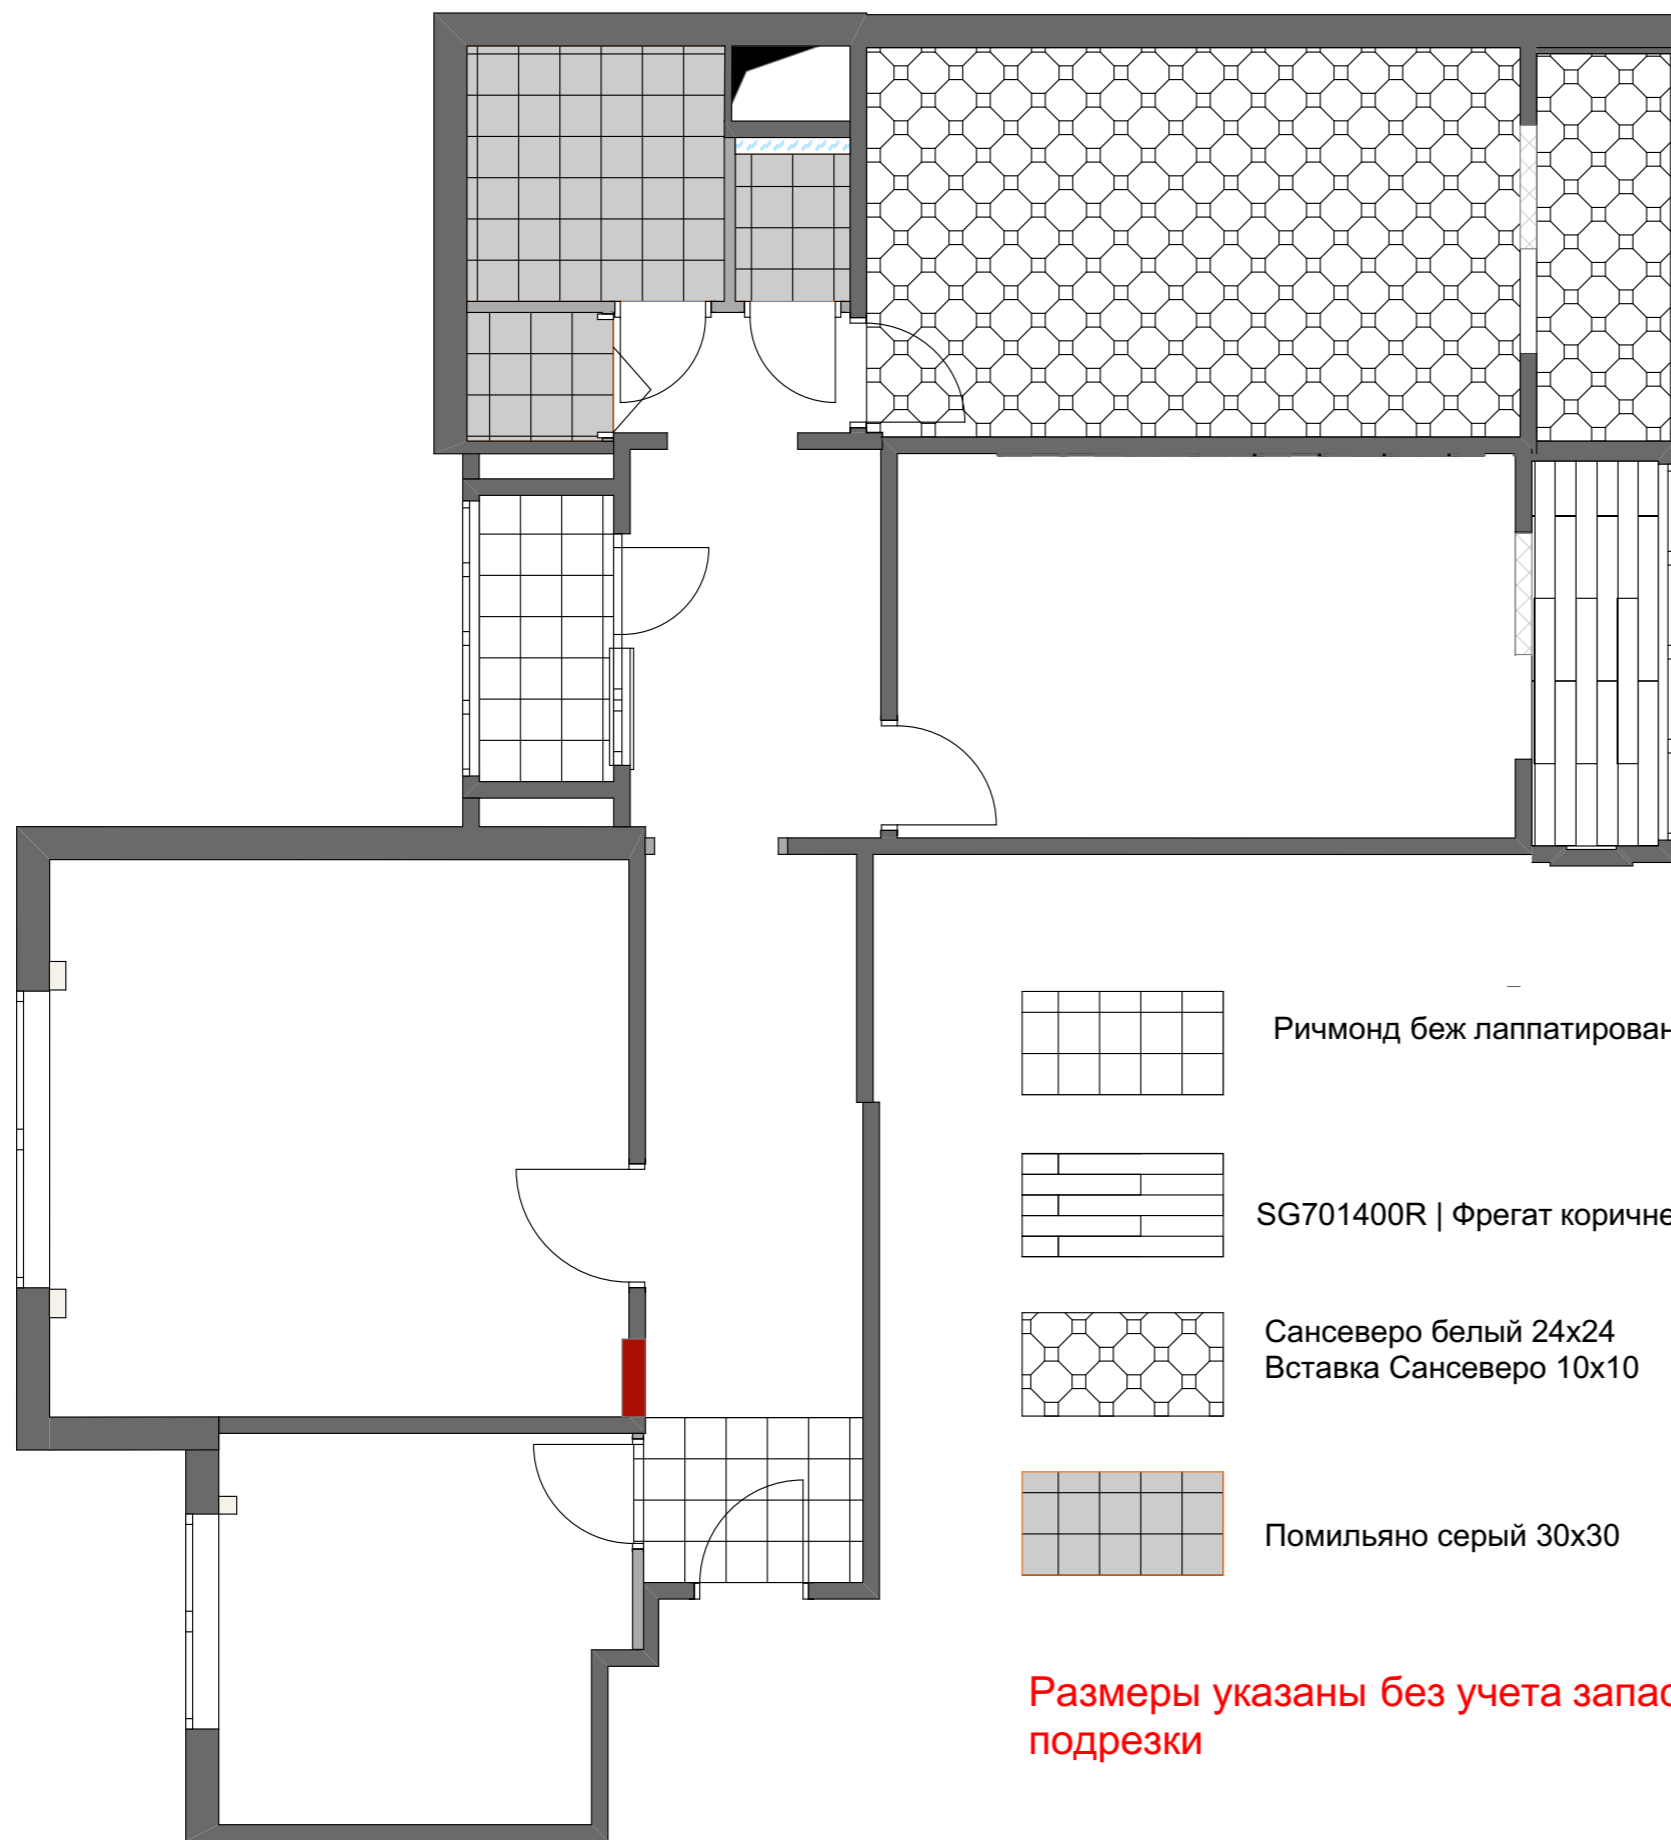 Ричмонд беж лаппатирован
SG701400R | Фрегат коричне
Сансеверо белый 24х24
Вставка Сансеверо 10х10
Помильяно серый 30х30
Размеры указаны без учета запас
подрезки